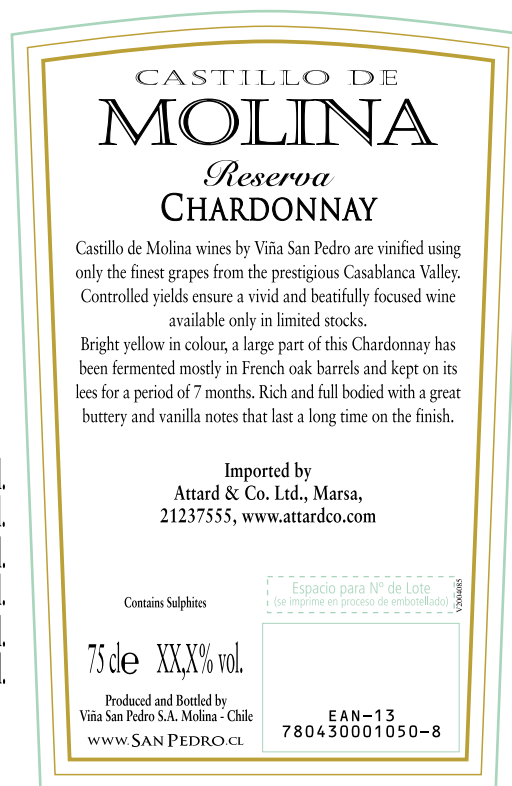 CASTILLO DE
MOLINA
Reserva
CHARDONNAY
Castillo de Molina wines by Viña San Pedro are vinified using
only the finest grapes from the prestigious Casablanca Valley.
Controlled yields ensure a vivid and beatifully focused wine
available only in limited stocks.
Bright yellow in colour, a large part of this Chardonnay has
been fermented mostly in French oak barrels and kept on its
lees for a period of 7 months. Rich and full bodied with a great
buttery and vanilla notes that last a long time on the finish.
Imported by
Attard & Co. Ltd., Marsa,
21237555, www.attardco.com
Espacio para Nº de Lote
(se imprime en proceso de embotellado)
V2004085
Contains Sulphites
75 cl e XX,X% vol.
Produced and Bottled by
Viña San Pedro S.A. Molina - Chile
WWW.SAN PEDRO.CL
EAN-13
780430001050-8